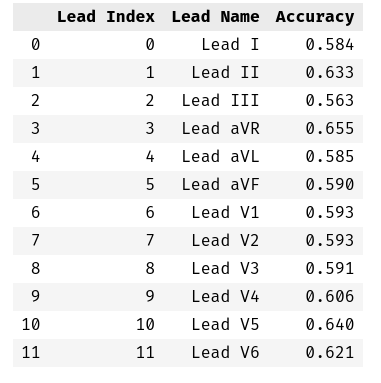 Lead Index Lead Name Accuracy
0 0 Lead I 0.584
1 1 Lead II 0.633
2 2 Lead III 0.563
3 3 Lead aVR 0.655
4 4 Lead aVL 0.585
5 5 Lead aVF 0.590
6 6 Lead V1 0.593
7 7 Lead V2 0.593
8 8 Lead V3 0.591
9 9 Lead V4 0.606
10 10 Lead V5 0.640
11 11 Lead V6 0.621